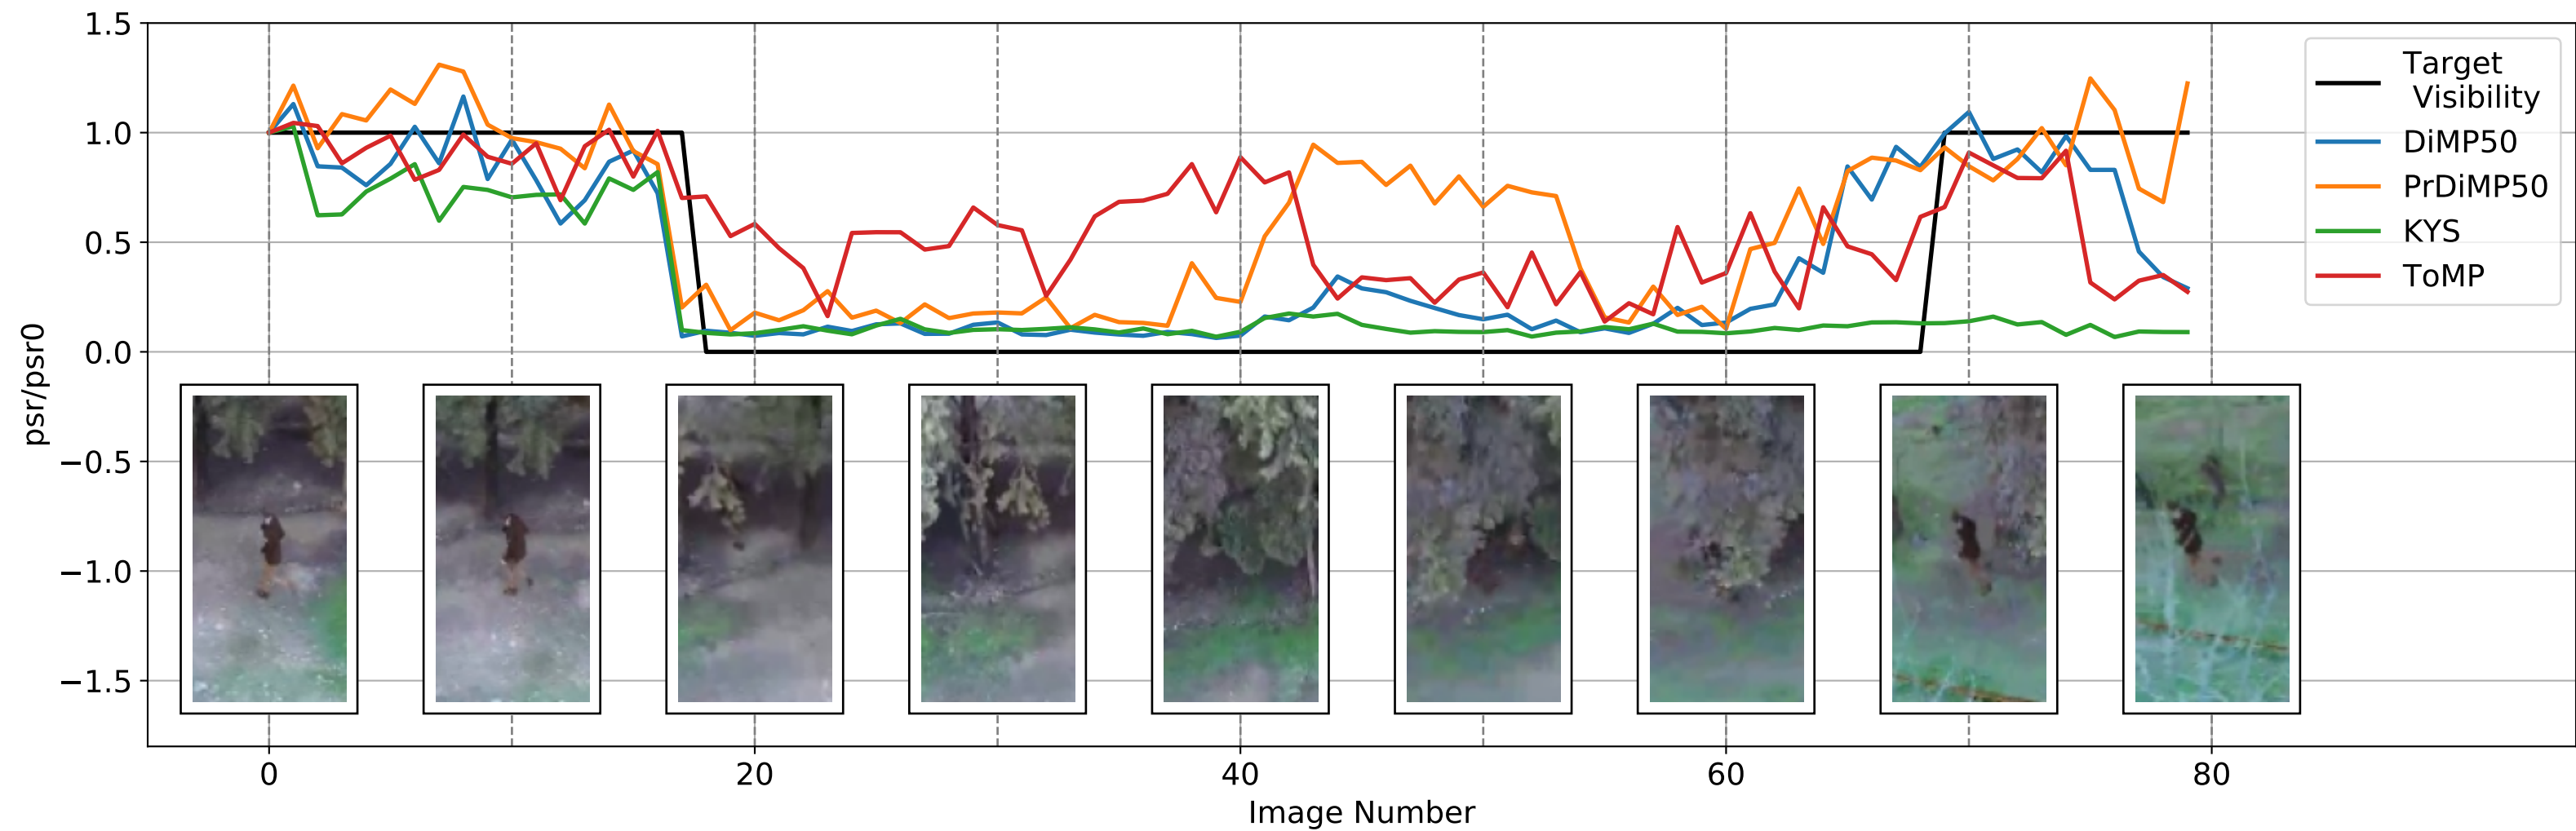 1.5
1.0
0.5
0.0
−0.5
−1.0
−1.5
psr/psr0
0 20 40 60 80
Image Number
Target
Visibility
DiMP50
PrDiMP50
KYS
ToMP